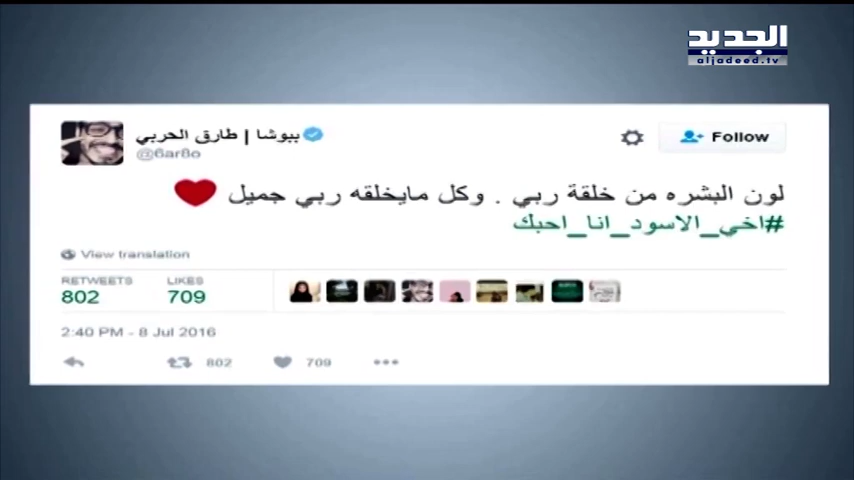 الجديد
aljadeed.tv
ببوشا | طارق الحربي
@6ar8o
Follow
لون البشره من خلقة ربي . وكل مايخلقه ربي جميل ❤
#اخي_الاسود_انا_احبك
View translation
RETWEETS LIKES
802 709
2:40 PM - 8 Jul 2016
802 709